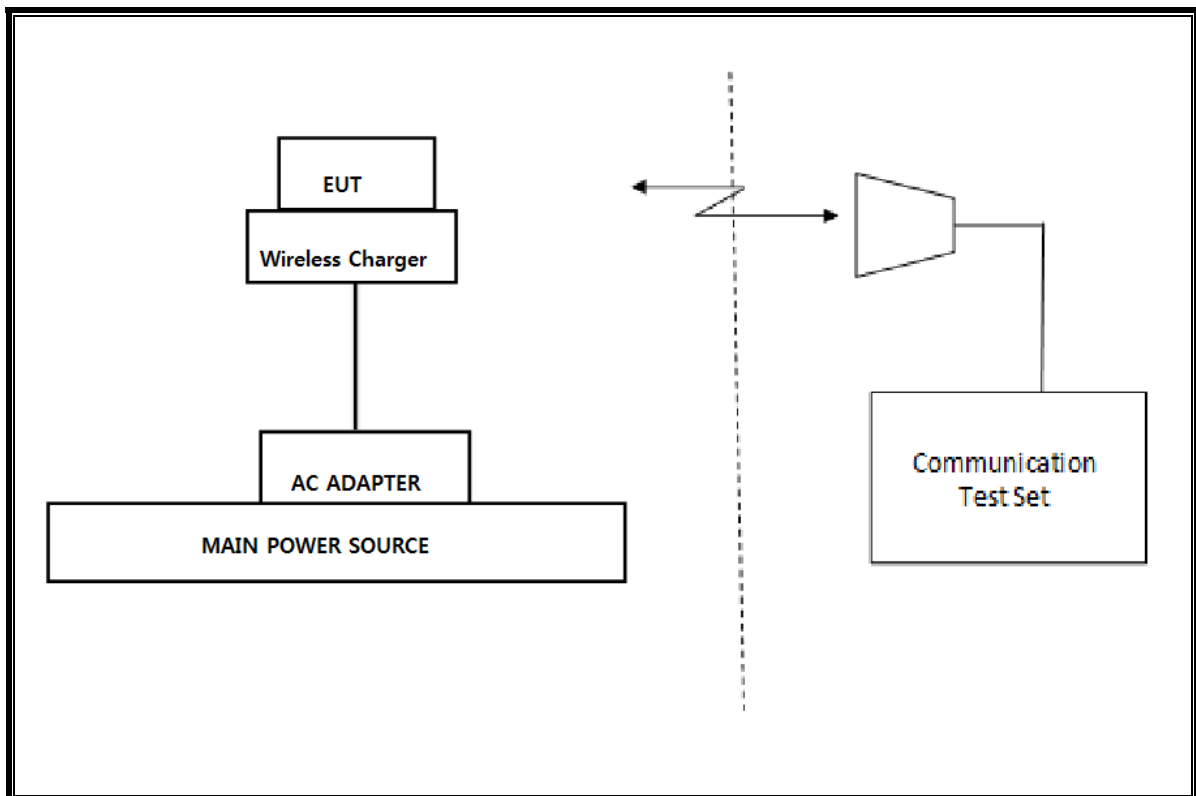 EUT
Wireless Charger
AC ADAPTER
MAIN POWER SOURCE
Communication
Test Set